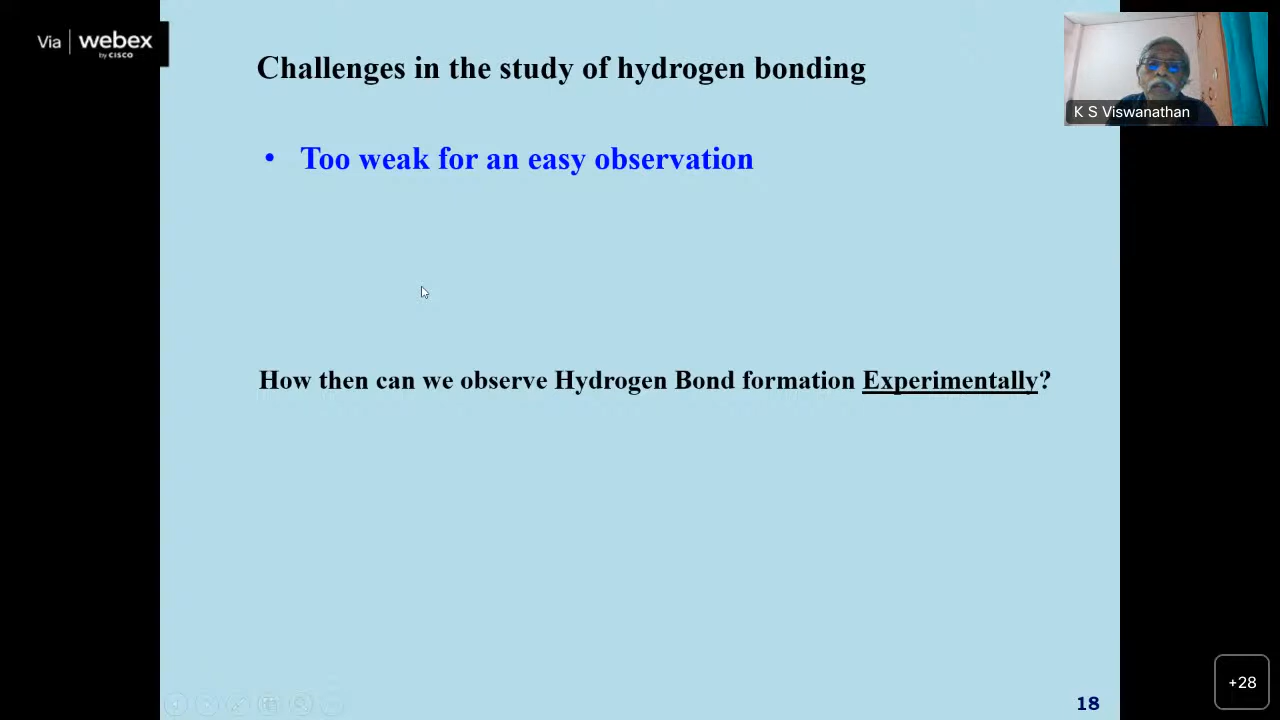 Via webex
by CISCO
Challenges in the study of hydrogen bonding
K S Viswanathan
• Too weak for an easy observation
How then can we observe Hydrogen Bond formation Experimentally?
+28
18